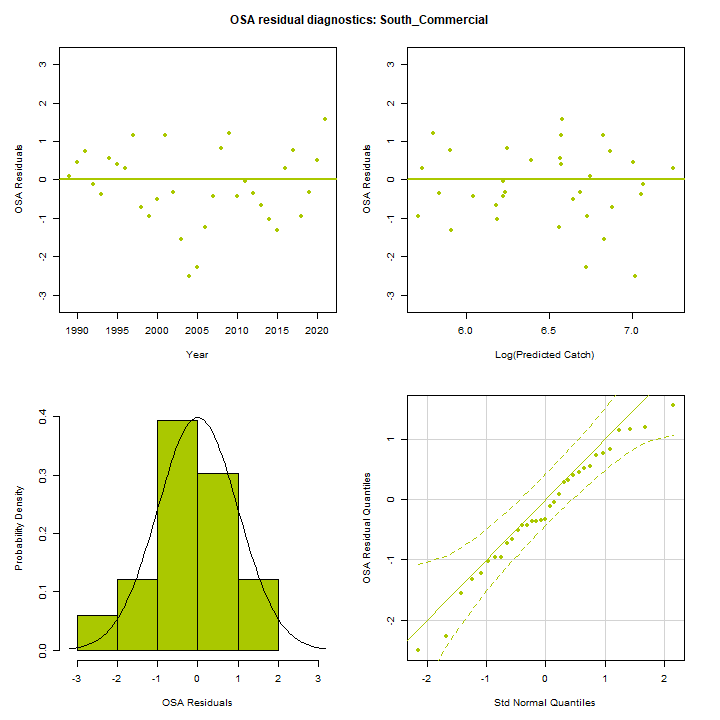 OSA residual diagnostics: South_Commercial
OSA Residuals
3
2
1
0
-1
-2
-3
1990 1995 2000 2005 2010 2015 2020
Year
OSA Residuals
3
2
1
0
-1
-2
-3
6.0 6.5 7.0
Log(Predicted Catch)
Probability Density
0.4
0.3
0.2
0.1
0.0
-3 -2 -1 0 1 2 3
OSA Residuals
OSA Residual Quantiles
1
0
-1
-2
-2 -1 0 1 2
Std Normal Quantiles